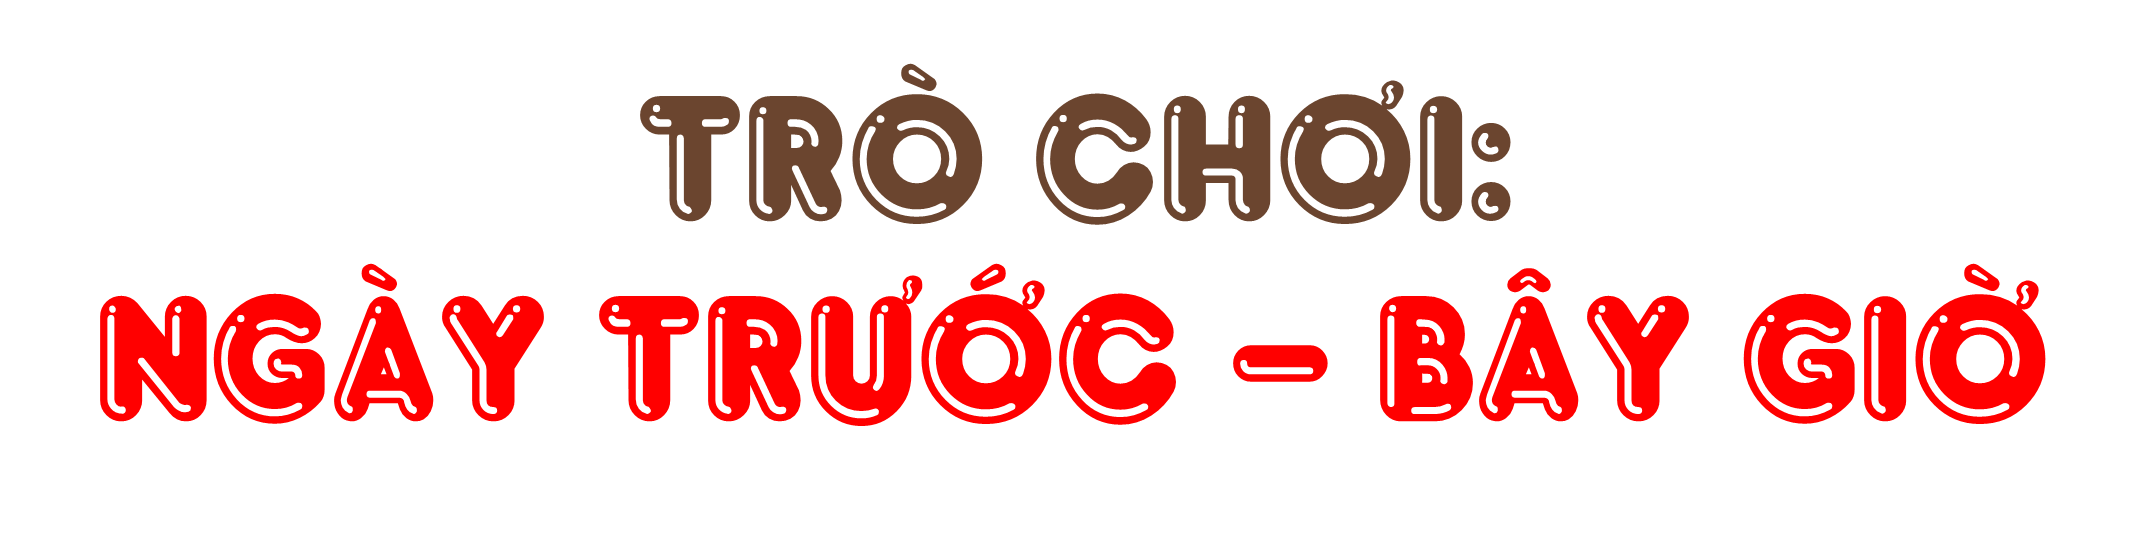 TRÒ CHƠI:
NGÀY TRƯỚC – BÂY GIỜ